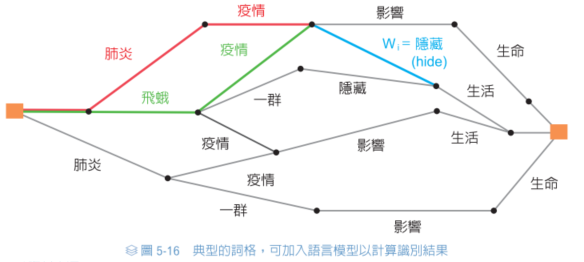 疫情
影響
肺炎
疫情
Wi = 隱藏
(hide)
生命
飛蛾
一群
隱藏
生活
疫情
影響
生活
肺炎
疫情
生命
一群
影響
圖 5-16 典型的詞格，可加入語言模型以計算識別結果